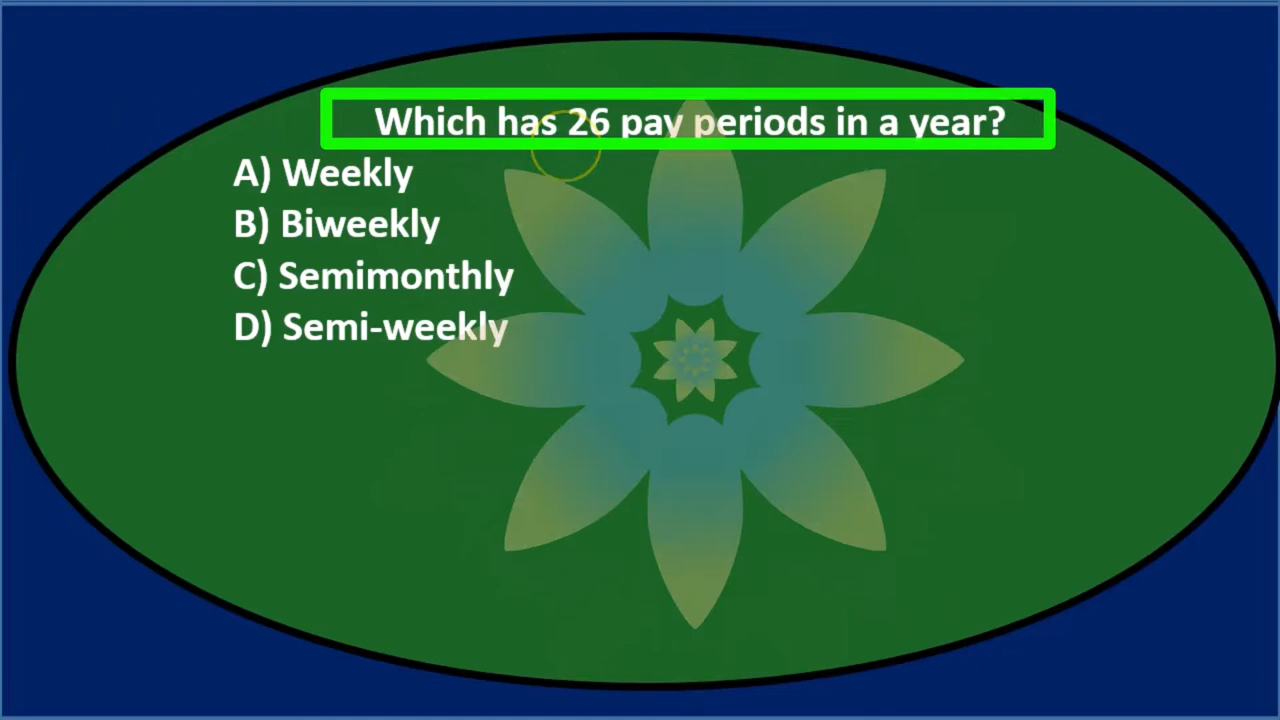 Which has 26 pay periods in a year?
A) Weekly
B) Biweekly
C) Semimonthly
D) Semi-weekly